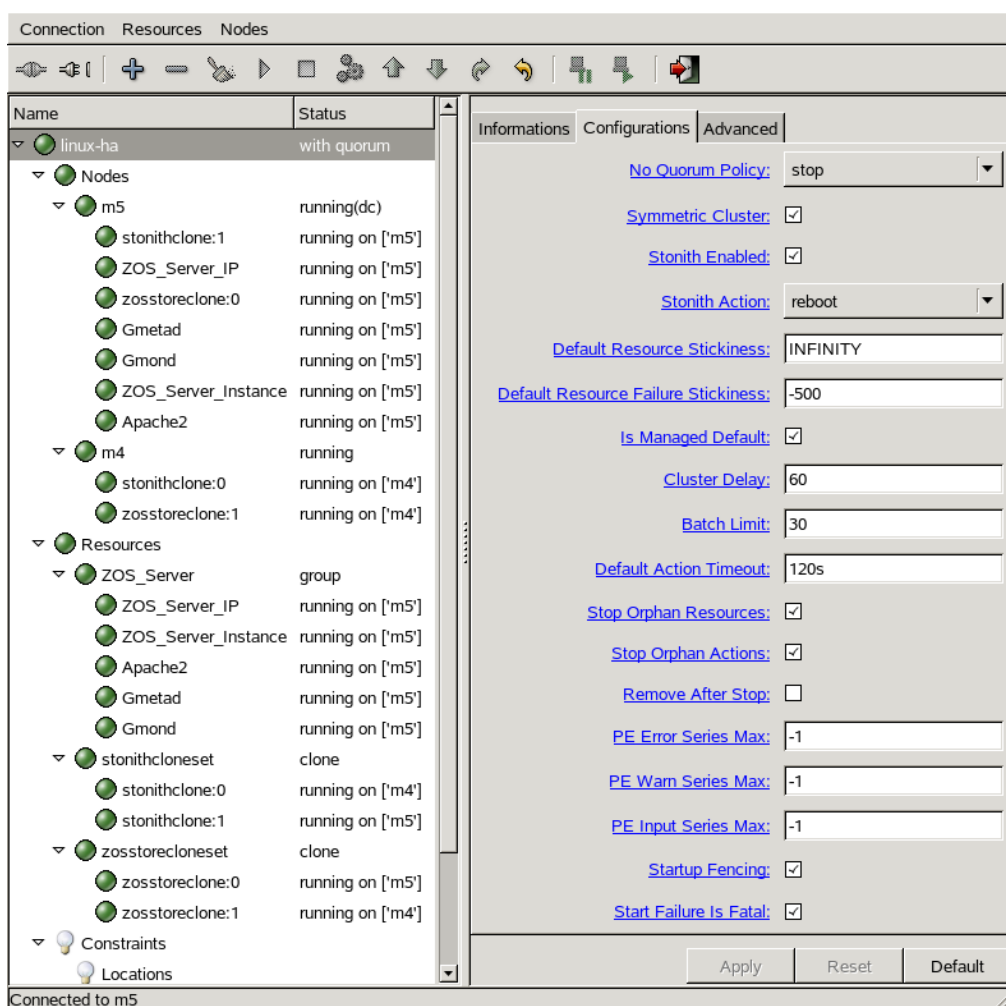 Connection Resources Nodes
Name Status
linux-ha with quorum
Nodes
m5 running(dc)
stonithclone:1 running on ['m5']
ZOS_Server_IP running on ['m5']
zosstoreclone:0 running on ['m5']
Gmetad running on ['m5']
Gmond running on ['m5']
ZOS_Server_Instance running on ['m5']
Apache2 running on ['m5']
m4 running
stonithclone:0 running on ['m4']
zosstoreclone:1 running on ['m4']
Resources
ZOS_Server group
ZOS_Server_IP running on ['m5']
ZOS_Server_Instance running on ['m5']
Apache2 running on ['m5']
Gmetad running on ['m5']
Gmond running on ['m5']
stonithcloneset clone
stonithclone:0 running on ['m4']
stonithclone:1 running on ['m5']
zosstorecloneset clone
zosstoreclone:0 running on ['m5']
zosstoreclone:1 running on ['m4']
Constraints
Locations
Informations Configurations Advanced
No Quorum Policy: stop
Symmetric Cluster:
Stonith Enabled:
Stonith Action: reboot
Default Resource Stickiness: INFINITY
Default Resource Failure Stickiness: -500
Is Managed Default:
Cluster Delay: 60
Batch Limit: 30
Default Action Timeout: 120s
Stop Orphan Resources:
Stop Orphan Actions:
Remove After Stop:
PE Error Series Max: -1
PE Warn Series Max: -1
PE Input Series Max: -1
Startup Fencing:
Start Failure Is Fatal:
Apply Reset Default
Connected to m5